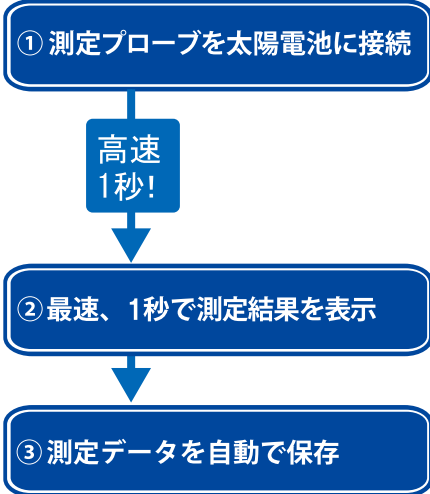 ① 測定プローブを太陽電池に接続
高速
1秒!
② 最速、1秒で測定結果を表示
③ 測定データを自動で保存